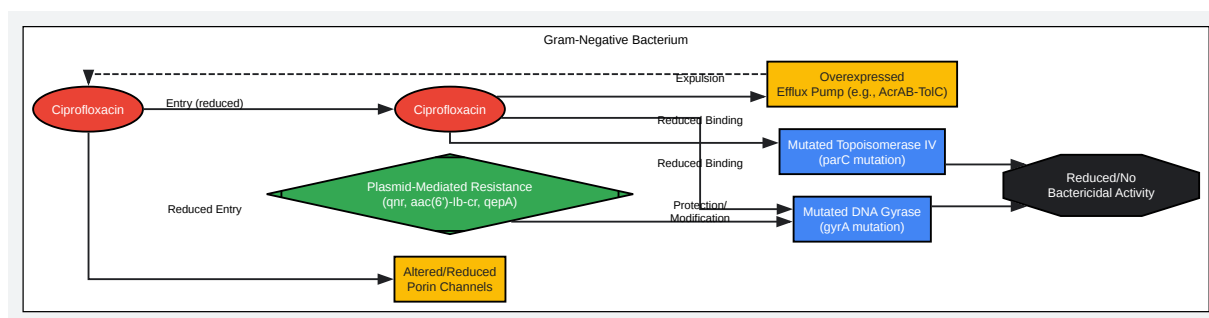 Gram-Negative Bacterium
Expulsion
Overexpressed
Efflux Pump (e.g., AcrAB-TolC)
Ciprofloxacin
Entry (reduced)
Ciprofloxacin
Reduced Binding
Mutated Topoisomerase IV
(parC mutation)
Reduced Binding
Reduced/No
Bactericidal Activity
Plasmid-Mediated Resistance
(qnr, aac(6')-Ib-cr, qepA)
Reduced Entry
Protection/
Modification
Mutated DNA Gyrase
(gyrA mutation)
Altered/Reduced
Porin Channels